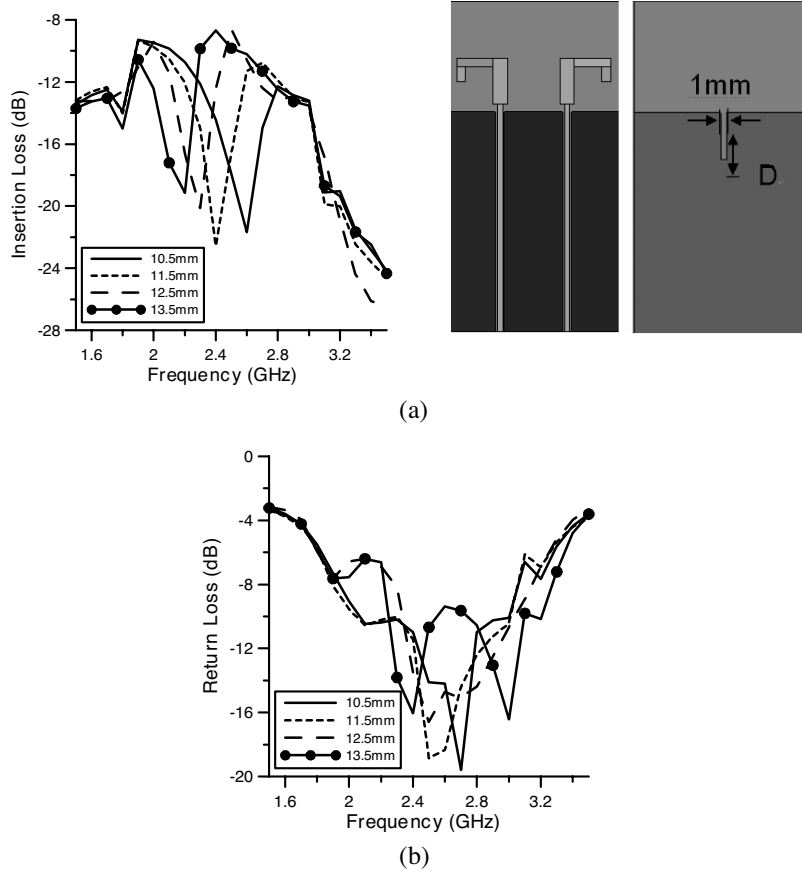 -8
-12
-16
-20
-24
-28
Insertion Loss (dB)
10.5mm
11.5mm
12.5mm
13.5mm
1.6 2 2.4 2.8 3.2
Frequency (GHz)
1mm
D
(a)
0
-4
-8
-12
-16
-20
Return Loss (dB)
10.5mm
11.5mm
12.5mm
13.5mm
1.6 2 2.4 2.8 3.2
Frequency (GHz)
(b)